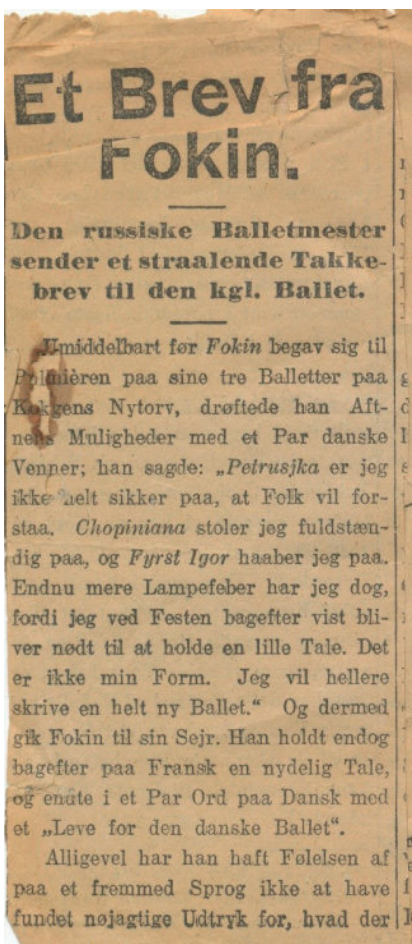 Et Brev fra
Fokin.
Den russiske Balletmester
sender et straalende Takke-
brev til den kgl. Ballet.
Umiddelbart før Fokin begav sig til
Premièren paa sine tre Balletter paa
Kongens Nytorv, drøftede han Aft-
nens Muligheder med et Par danske
Venner; han sagde: „Petrusjka er jeg
ikke helt sikker paa, at Folk vil for-
staa. Chopiniana stoler jeg fuldstæn-
dig paa, og Fyrst Igor haaber jeg paa.
Endnu mere Lampefeber har jeg dog,
fordi jeg ved Festen bagefter vist bli-
ver nødt til at holde en lille Tale. Det
er ikke min Form. Jeg vil hellere
skrive en helt ny Ballet.“ Og dermed
gik Fokin til sin Sejr. Han holdt endog
bagefter paa Fransk en nydelig Tale,
og endte i et Par Ord paa Dansk med
et „Leve for den danske Ballet“.
Alligevel har han haft Følelsen af
paa et fremmed Sprog ikke at have
fundet nøjagtige Udtryk for, hvad der